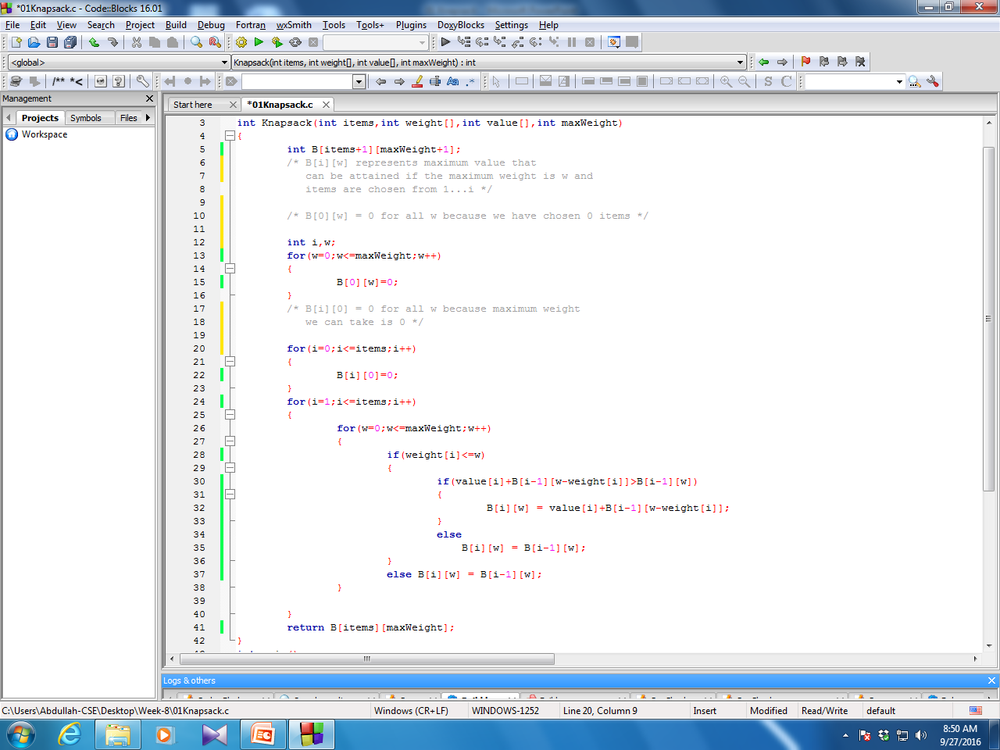 *01Knapsack.c - Code::Blocks 16.01
File Edit View Search Project Build Debug Fortran wxSmith Tools Tools+ Plugins DoxyBlocks Settings Help
<global> Knapsack(int items, int weight[], int value[], int maxWeight) : int
/** *<
Aa .*
S C
Management
Projects Symbols Files
Workspace
Start here *01Knapsack.c
3 int Knapsack(int items,int weight[],int value[],int maxWeight)
4 {
5 int B[items+1][maxWeight+1];
6 /* B[i][w] represents maximum value that
7 can be attained if the maximum weight is w and
8 items are chosen from 1...i */
9
10 /* B[0][w] = 0 for all w because we have chosen 0 items */
11
12 int i,w;
13 for(w=0;w<=maxWeight;w++)
14 {
15 B[0][w]=0;
16 }
17 /* B[i][0] = 0 for all w because maximum weight
18 we can take is 0 */
19
20 for(i=0;i<=items;i++)
21 {
22 B[i][0]=0;
23 }
24 for(i=1;i<=items;i++)
25 {
26 for(w=0;w<=maxWeight;w++)
27 {
28 if(weight[i]<=w)
29 {
30 if(value[i]+B[i-1][w-weight[i]]>B[i-1][w])
31 {
32 B[i][w] = value[i]+B[i-1][w-weight[i]];
33 }
34 else
35 B[i][w] = B[i-1][w];
36 }
37 else B[i][w] = B[i-1][w];
38 }
39
40 }
41 return B[items][maxWeight];
42 }
Logs & others
C:\Users\Abdullah-CSE\Desktop\Week-8\01Knapsack.c Windows (CR+LF) WINDOWS-1252 Line 20, Column 9 Insert Modified Read/Write default
8:50 AM
9/27/2016